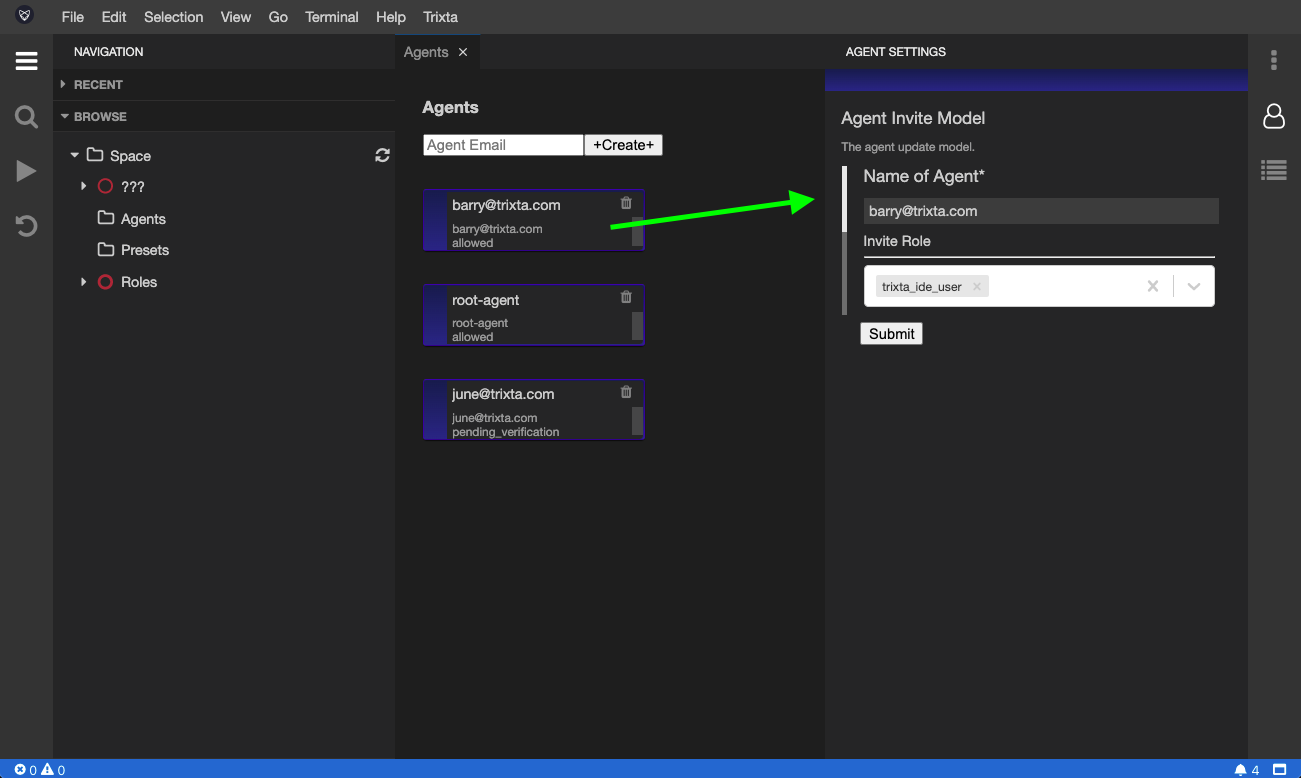 File Edit Selection View Go Terminal Help Trixta
NAVIGATION
RECENT
BROWSE
Space
???
Agents
Presets
Roles
Agents ×
Agents
Agent Email +Create+
barry@trixta.com
barry@trixta.com
allowed
root-agent
root-agent
allowed
june@trixta.com
june@trixta.com
pending_verification
AGENT SETTINGS
Agent Invite Model
The agent update model.
Name of Agent*
barry@trixta.com
Invite Role
trixta_ide_user ×
Submit
0 0
4